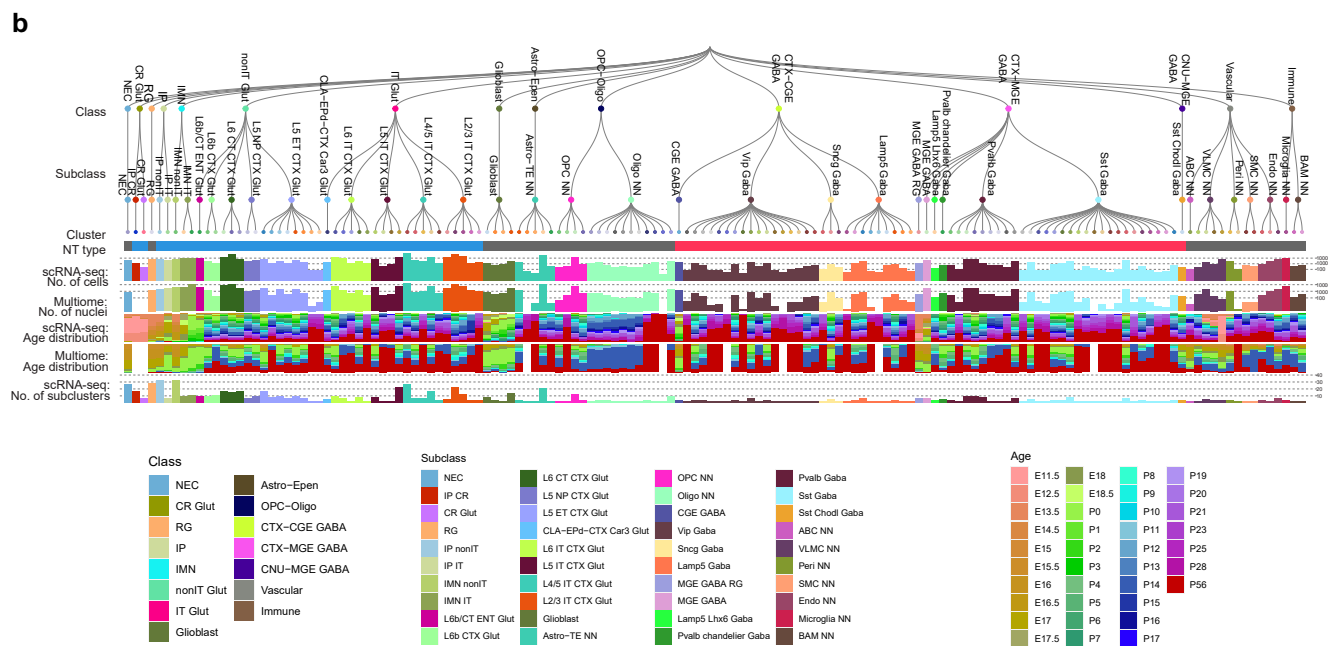 b
Class
NEC
CR Glut
RG
IP
IMN
nonIT Glut
IT Glut
Glioblast
Astro−Epen
OPC−Oligo
CTX−CGE
GABA
CTX−MGE
GABA
CNU−MGE
GABA
Vascular
Immune
Subclass
NEC
IP CR
CR Glut
RG
IP nonIT
IP IT
IMN nonIT
IMN IT
L6b/CT ENT Glut
L6b CTX Glut
L6 CT CTX Glut
L5 NP CTX Glut
L5 ET CTX Glut
CLA−EPd−CTX Car3 Glut
L6 IT CTX Glut
L5 IT CTX Glut
L4/5 IT CTX Glut
L2/3 IT CTX Glut
Glioblast
Astro−TE NN
OPC NN
Oligo NN
CGE GABA
Vip Gaba
Sncg Gaba
Lamp5 Gaba
MGE GABA RG
MGE GABA
Lamp5 Lhx6 Gaba
Pvalb chandelier Gaba
Pvalb Gaba
Sst Gaba
Sst Chodl Gaba
ABC NN
VLMC NN
Peri NN
SMC NN
Endo NN
Microglia NN
BAM NN
Cluster
NT type
scRNA-seq:
No. of cells
Multiome:
No. of nuclei
scRNA-seq:
Age distribution
Multiome:
Age distribution
scRNA-seq:
No. of subclusters
40
30
20
10
Class
NEC
CR Glut
RG
IP
IMN
nonIT Glut
IT Glut
Glioblast
Astro−Epen
OPC−Oligo
CTX−CGE GABA
CTX−MGE GABA
CNU−MGE GABA
Vascular
Immune
Subclass
NEC
IP CR
CR Glut
RG
IP nonIT
IP IT
IMN nonIT
IMN IT
L6b/CT ENT Glut
L6b CTX Glut
L6 CT CTX Glut
L5 NP CTX Glut
L5 ET CTX Glut
CLA−EPd−CTX Car3 Glut
L6 IT CTX Glut
L5 IT CTX Glut
L4/5 IT CTX Glut
L2/3 IT CTX Glut
Glioblast
Astro−TE NN
OPC NN
Oligo NN
CGE GABA
Vip Gaba
Sncg Gaba
Lamp5 Gaba
MGE GABA RG
MGE GABA
Lamp5 Lhx6 Gaba
Pvalb chandelier Gaba
Pvalb Gaba
Sst Gaba
Sst Chodl Gaba
ABC NN
VLMC NN
Peri NN
SMC NN
Endo NN
Microglia NN
BAM NN
Age
E11.5
E12.5
E13.5
E14.5
E15
E15.5
E16
E16.5
E17
E17.5
E18
E18.5
P0
P1
P2
P3
P4
P5
P6
P7
P8
P9
P10
P11
P12
P13
P14
P15
P16
P17
P19
P20
P21
P23
P25
P28
P56